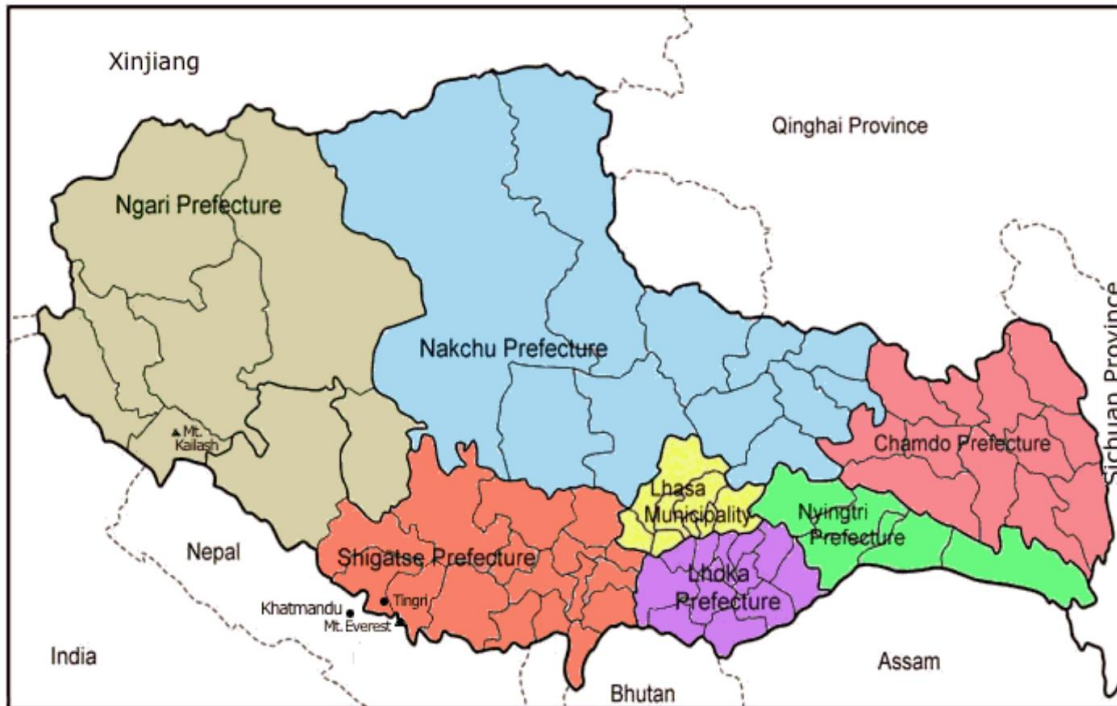 Xinjiang
Qinghai Province
Ngari Prefecture
Sichuan Province
Nakchu Prefecture
Mt.
Kailash
Chamdo Prefecture
Lhasa
Municipality
Nyingtri
Prefecture
Nepal
Shigatse Prefecture
Lhoka
Prefecture
Tingri
Khatmandu
Mt. Everest
India
Assam
Bhutan